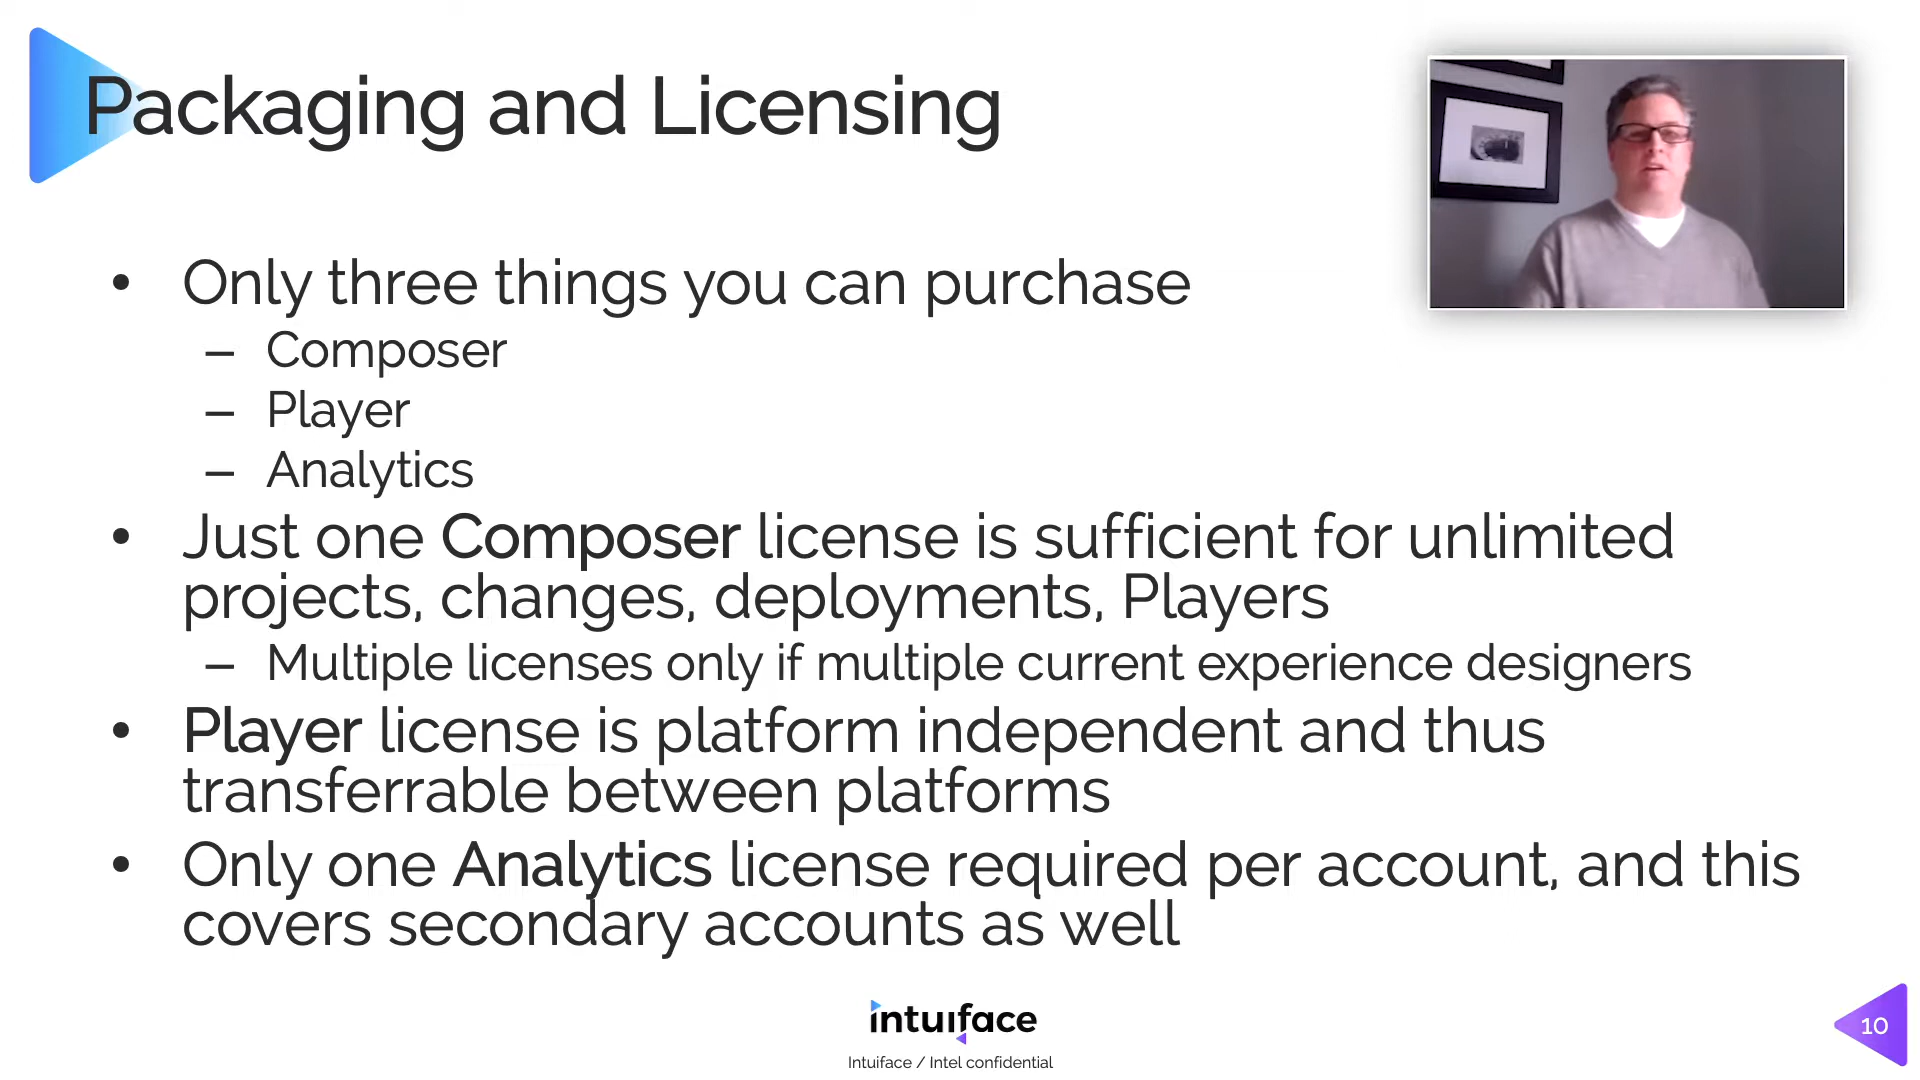 Packaging and Licensing
• Only three things you can purchase
– Composer
– Player
– Analytics
• Just one Composer license is sufficient for unlimited
projects, changes, deployments, Players
– Multiple licenses only if multiple current experience designers
• Player license is platform independent and thus
transferrable between platforms
• Only one Analytics license required per account, and this
covers secondary accounts as well
intuiface
Intuiface / Intel confidential
10